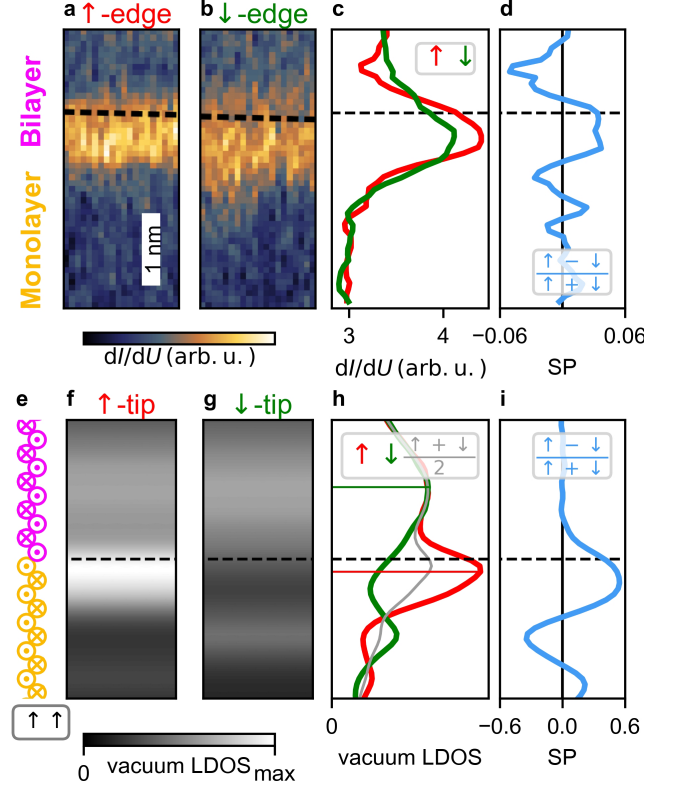 a ↑-edge
b ↓-edge
c
d
Bilayer
Monolayer
1 nm
↑ ↓
↑ − ↓
↑ + ↓
3 4
−0.06 0.06
dI/dU (arb. u.)
dI/dU (arb. u.)
SP
e
f ↑-tip
g ↓-tip
h
i
↑ ↓ ↑ + ↓
2
↑ − ↓
↑ + ↓
↑ ↑
0
−0.6 0.0 0.6
vacuum LDOS
SP
0 vacuum LDOS max